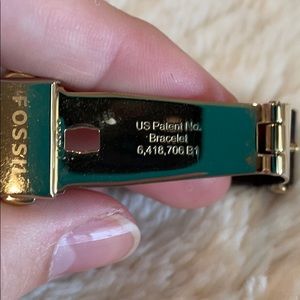 FOSSIL
US Patent No.
Bracelet
6,418,706 B1